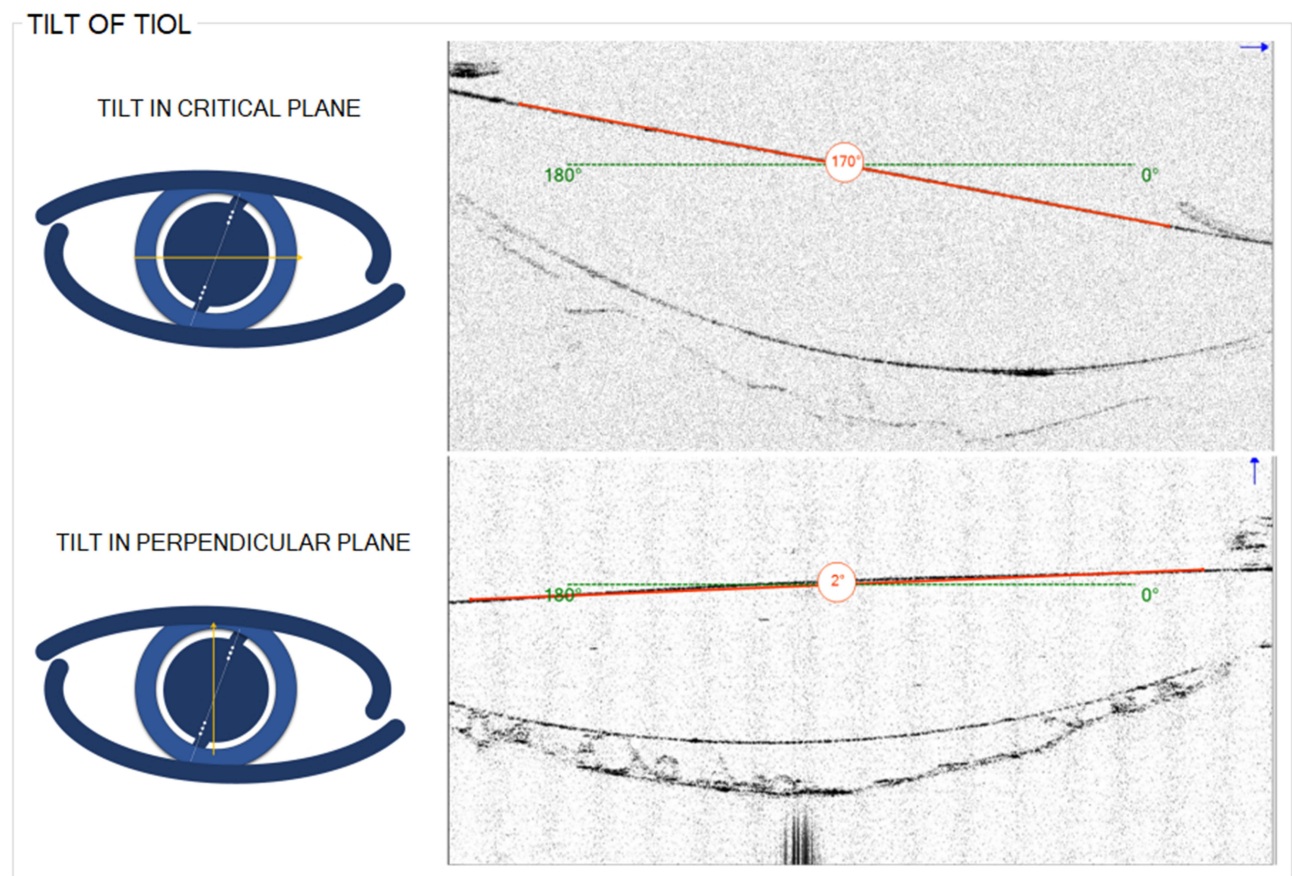 TILT OF TIOL
TILT IN CRITICAL PLANE
170°
180°
0°
TILT IN PERPENDICULAR PLANE
2°
180°
0°